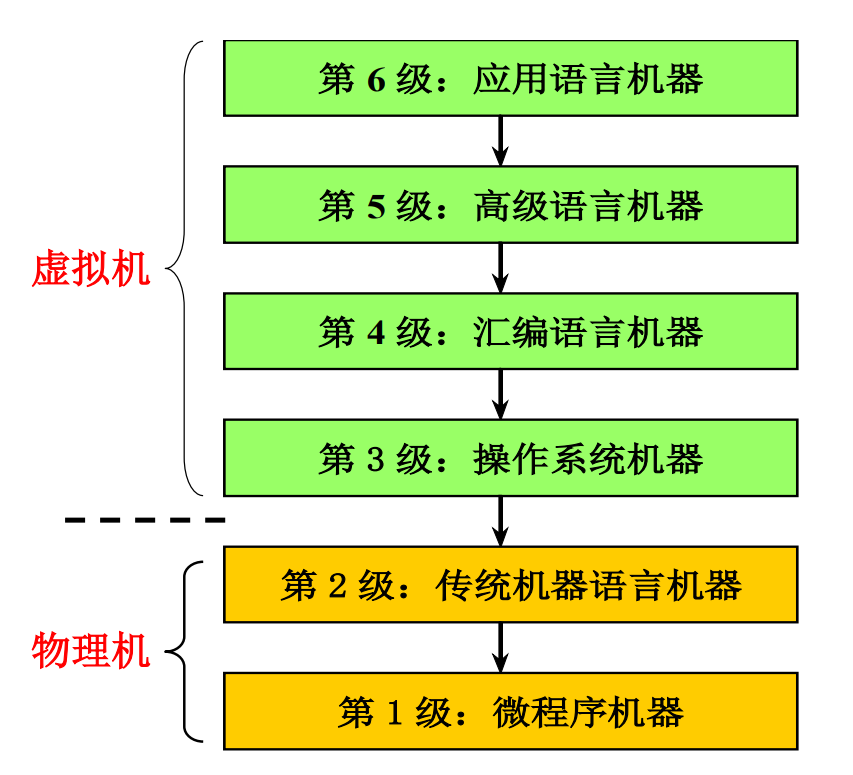 第 6 级：应用语言机器
第 5 级：高级语言机器
虚拟机
第 4 级：汇编语言机器
第 3 级：操作系统机器
第 2 级：传统机器语言机器
物理机
第 1 级：微程序机器